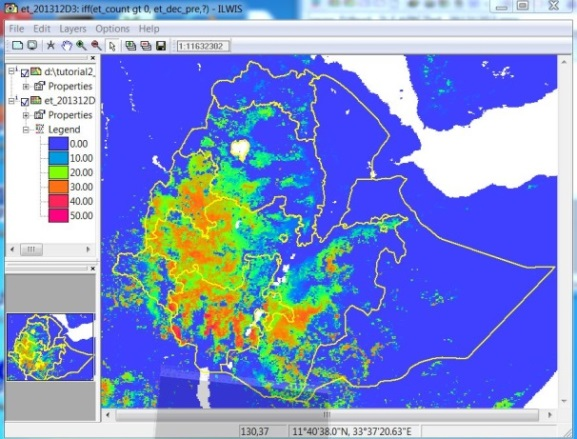 et_201312D3: iff(et_count gt 0, et_dec_pre,?) - ILWIS
File Edit Layers Options Help
1:11632302
d:\tutorial2_
Properties
et_201312D
Properties
Legend
0.00
10.00
20.00
30.00
40.00
50.00
130,37 11°40'38.0"N, 33°37'20.63"E